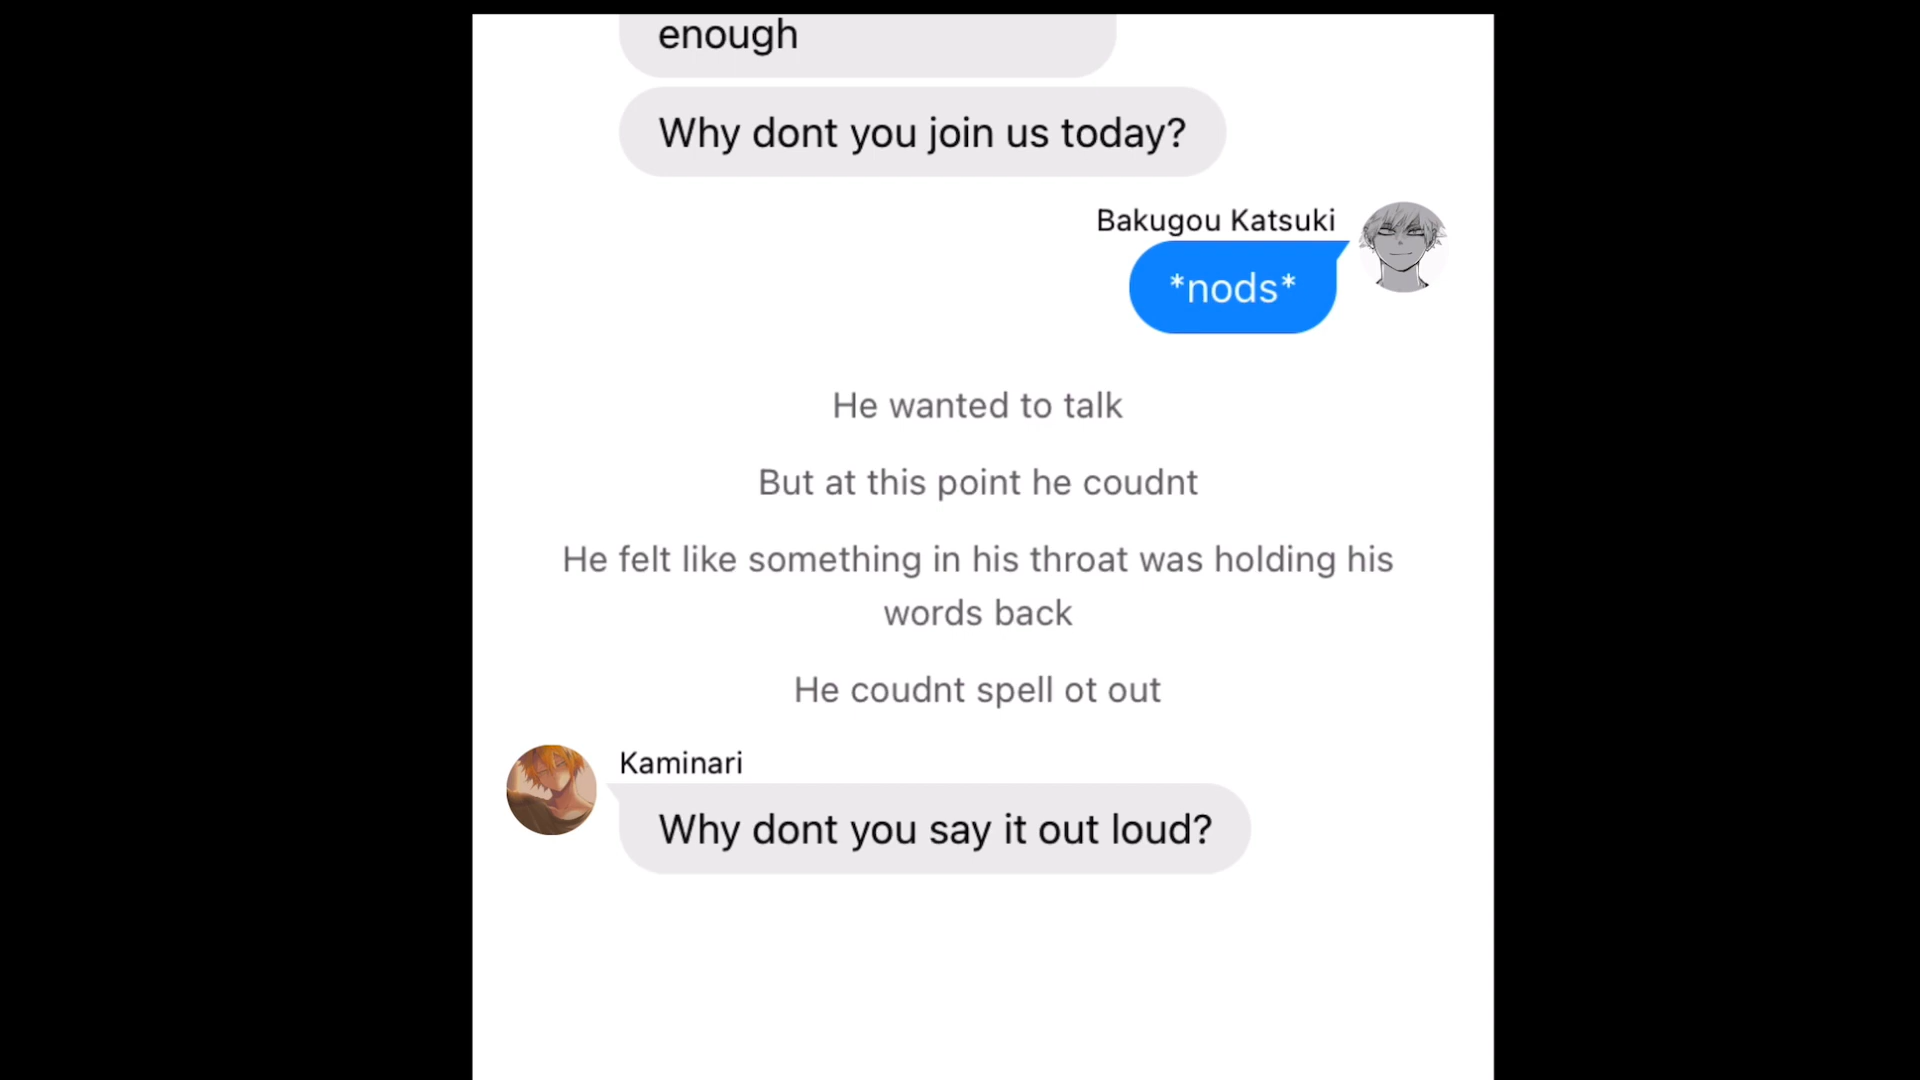 enough
Why dont you join us today?
Bakugou Katsuki
*nods*
He wanted to talk
But at this point he coudnt
He felt like something in his throat was holding his
words back
He coudnt spell ot out
Kaminari
Why dont you say it out loud?